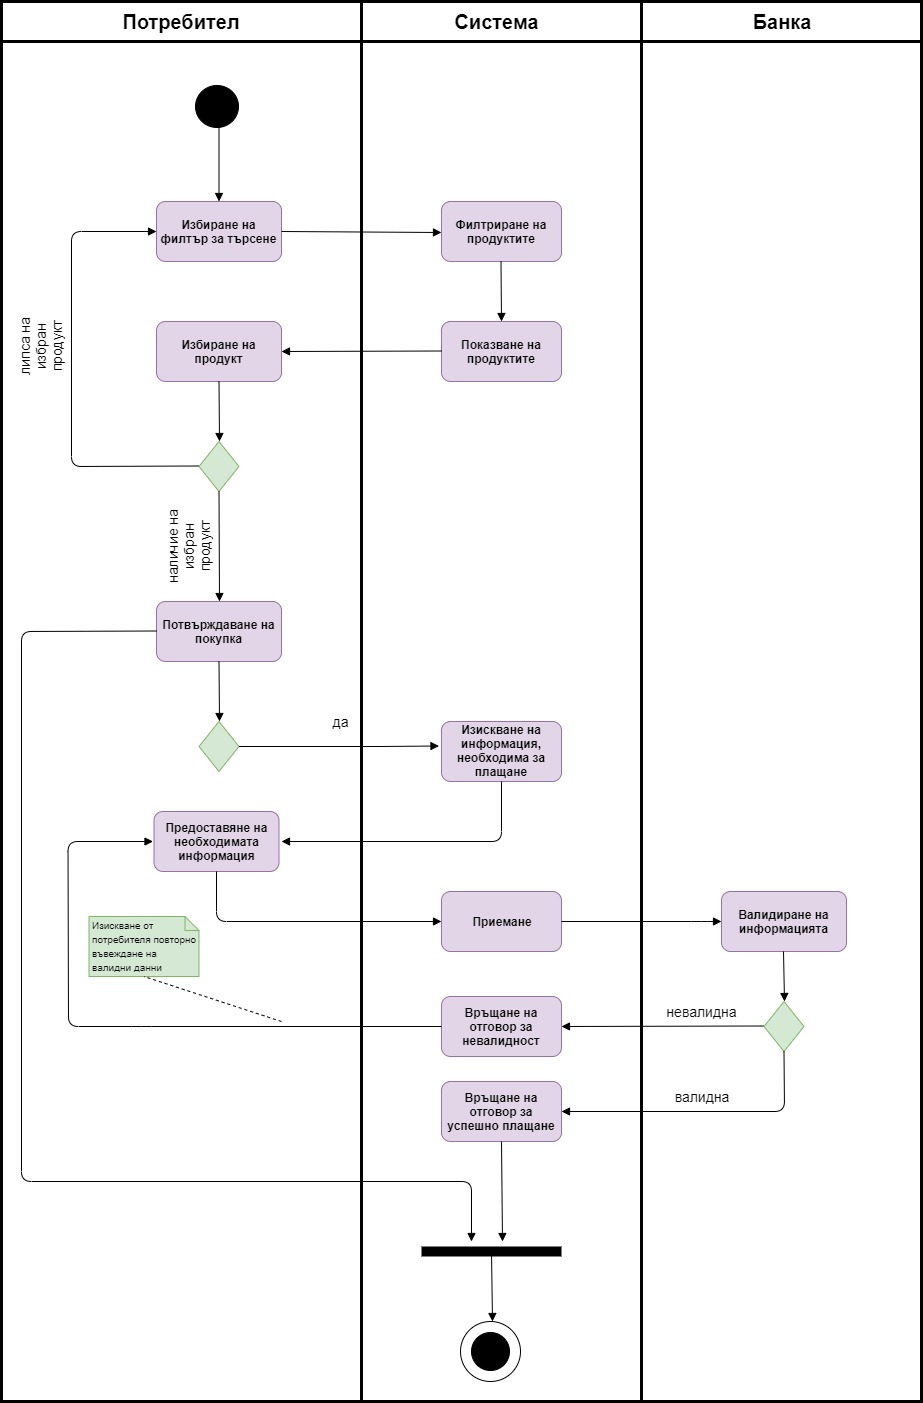 Потребител
Система
Банка
Избиране на
филтър за търсене
Филтриране на
продуктите
липса на
избран
продукт
Избиране на
продукт
Показване на
продуктите
наличие на
избран
продукт
Потвърждаване на
покупка
да
Изискване на
информация,
необходима за
плащане
Предоставяне на
необходимата
информация
Приемане
Валидиране на
информацията
Изискване от
потребителя повторно
въвеждане на
валидни данни
Връщане на
отговор за
невалидност
невалидна
Връщане на
отговор за
успешно плащане
валидна